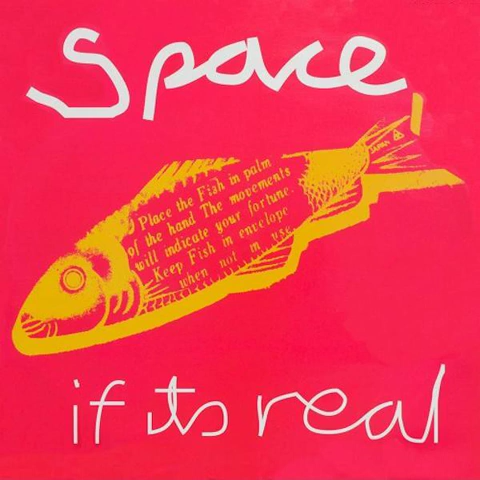 Space
Place the Fish in palm
of the hand The movements
will indicate your fortune.
Keep Fish in envelope
when not in use
JAPAN
if its real